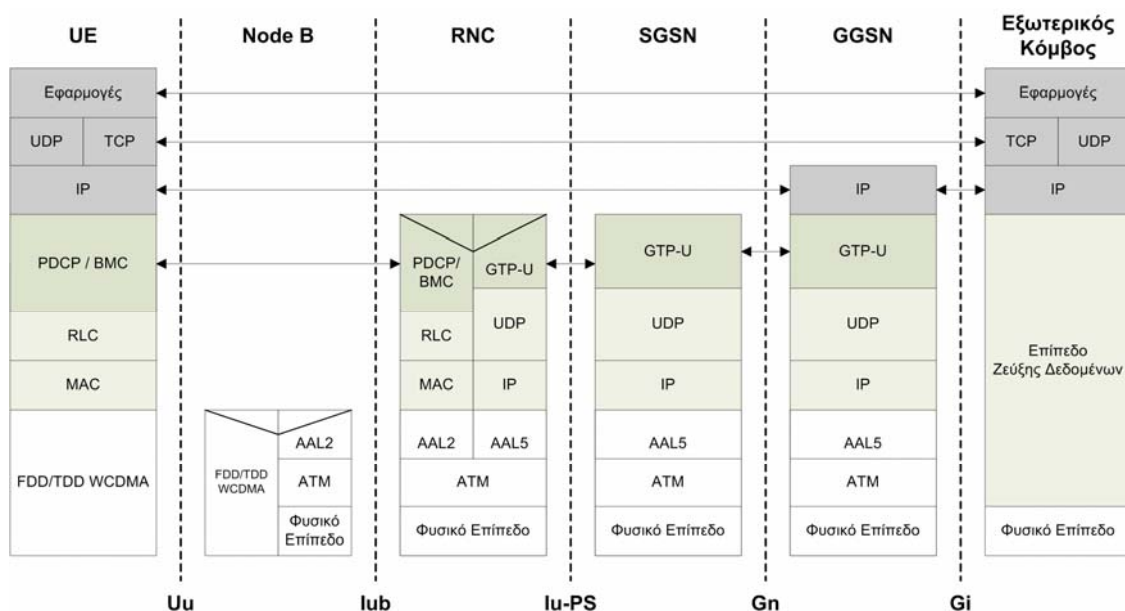 UE
Node B
RNC
SGSN
GGSN
Εξωτερικός
Κόμβος
Εφαρμογές
Εφαρμογές
UDP
TCP
TCP
UDP
IP
IP
IP
PDCP / BMC
PDCP/
BMC
GTP-U
GTP-U
GTP-U
RLC
RLC
UDP
UDP
UDP
Επίπεδο
Ζεύξης Δεδομένων
MAC
MAC
IP
IP
IP
FDD/TDD WCDMA
FDD/TDD
WCDMA
AAL2
AAL2
AAL5
AAL5
AAL5
ATM
ATM
ATM
ATM
Φυσικό
Επίπεδο
Φυσικό Επίπεδο
Φυσικό Επίπεδο
Φυσικό Επίπεδο
Φυσικό Επίπεδο
Uu
Iub
Iu-PS
Gn
Gi